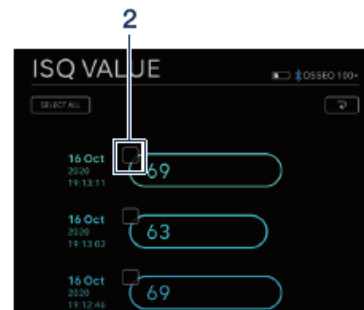 2
ISQ VALUE
OSSEO 100+
SELECT ALL
16 Oct
2020
19:13:11
69
16 Oct
2020
19:13:02
63
16 Oct
2020
19:12:46
69